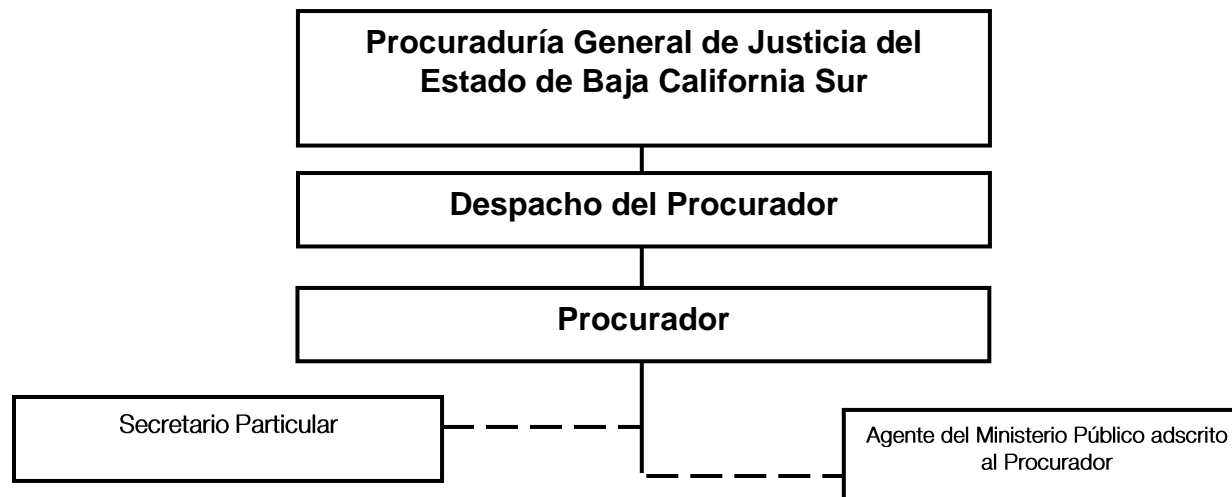 Procuraduría General de Justicia del
Estado de Baja California Sur
Despacho del Procurador
Procurador
Secretario Particular
Agente del Ministerio Público adscrito
al Procurador